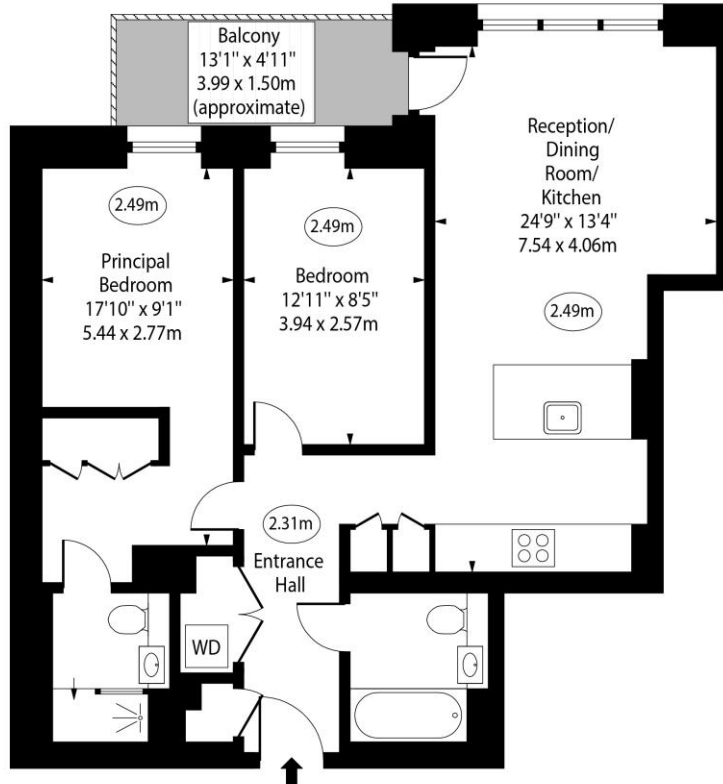 Balcony
13'1" x 4'11"
3.99 x 1.50m
(approximate)
Reception/
Dining
Room/
Kitchen
24'9" x 13'4"
7.54 x 4.06m
2.49m
2.49m
Principal
Bedroom
17'10" x 9'1"
5.44 x 2.77m
2.49m
Bedroom
12'11" x 8'5"
3.94 x 2.57m
2.31m
Entrance
Hall
WD